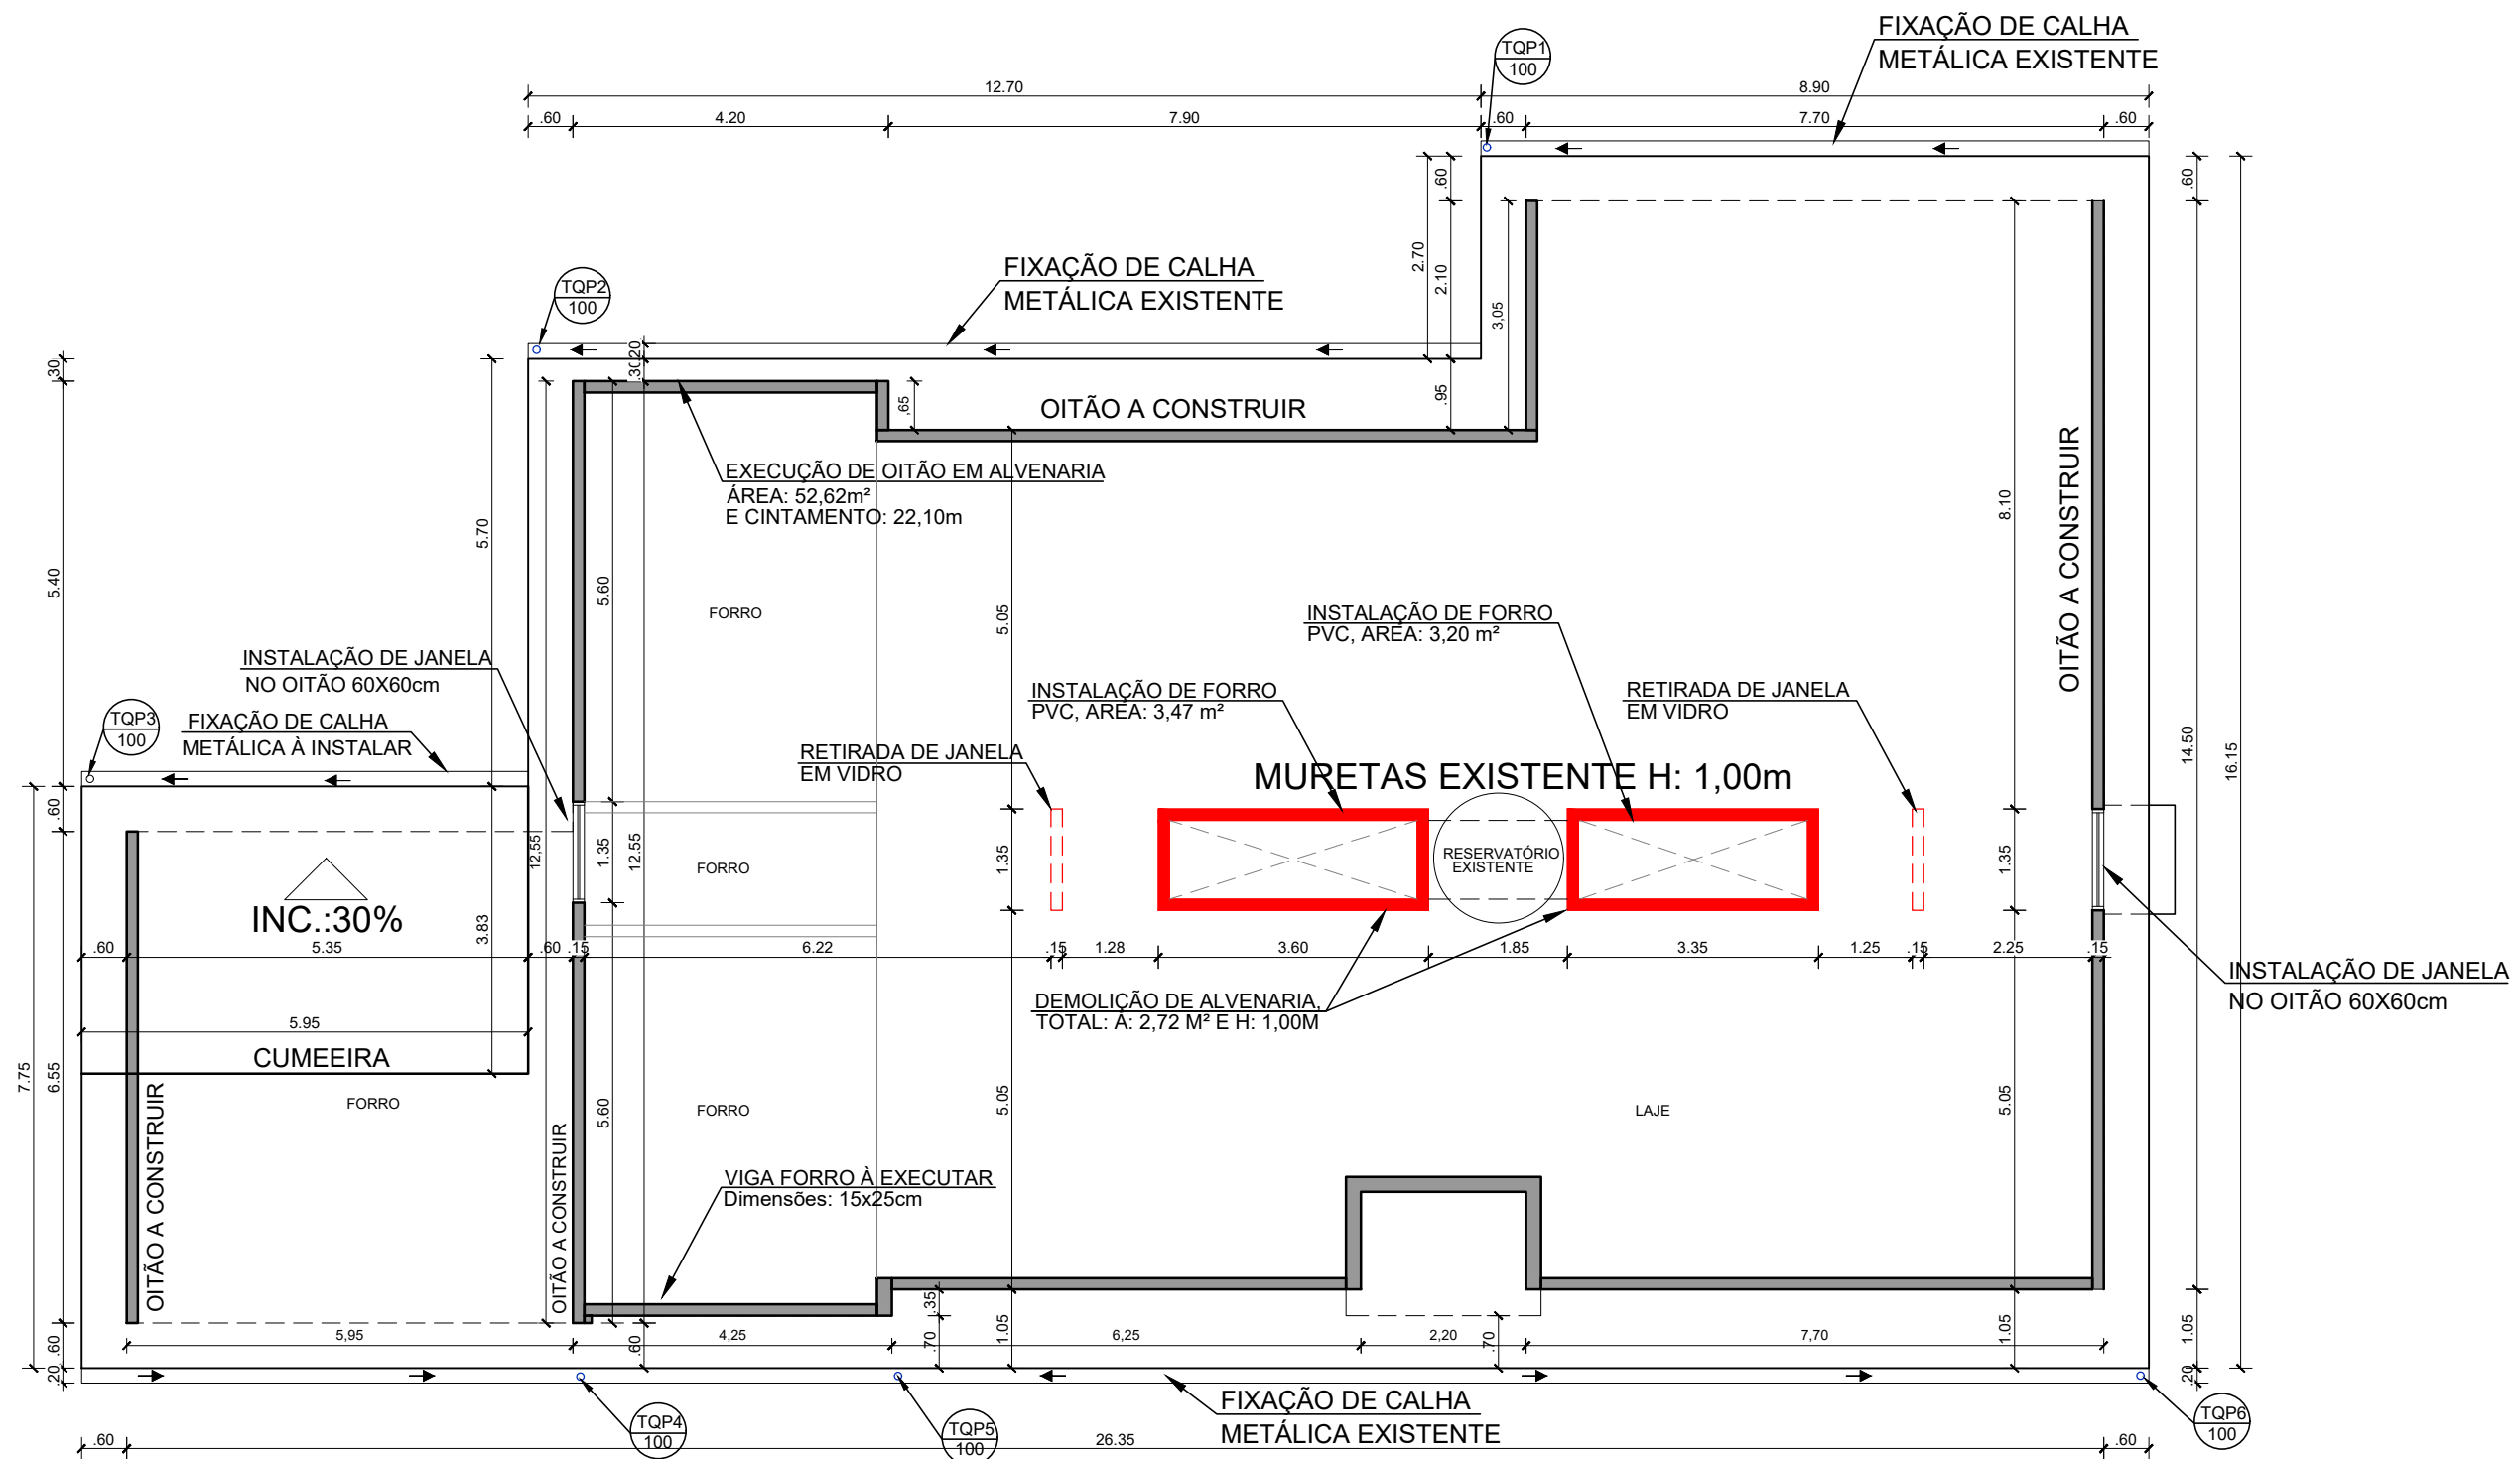 FIXAÇÃO DE CALHA
METÁLICA EXISTENTE
TQP1
100
12.70
8.90
.60
4.20
7.90
.60
7.70
.60
.60
2.70
2.10
3,05
.95
.60
FIXAÇÃO DE CALHA
METÁLICA EXISTENTE
TQP2
100
.30
.20
.30
,65
OITÃO A CONSTRUIR
OITÃO A CONSTRUIR
EXECUÇÃO DE OITÃO EM ALVENARIA
ÁREA: 52,62m²
E CINTAMENTO: 22,10m
5.40
5.70
5.60
5.05
8.10
14.50
16.15
FORRO
INSTALAÇÃO DE FORRO
PVC, AREA: 3,20 m²
INSTALAÇÃO DE JANELA
NO OITÃO 60X60cm
INSTALAÇÃO DE FORRO
PVC, AREA: 3,47 m²
RETIRADA DE JANELA
EM VIDRO
TQP3
100
FIXAÇÃO DE CALHA
METÁLICA À INSTALAR
RETIRADA DE JANELA
EM VIDRO
MURETAS EXISTENTE H: 1,00m
.60
12,55
1.35
12.55
FORRO
1.35
RESERVATÓRIO
EXISTENTE
1.35
INC.:30%
3.83
.60
5.35
.60
.15
6.22
.15
1.28
3.60
1.85
3.35
1.25
.15
2.25
.15
INSTALAÇÃO DE JANELA
NO OITÃO 60X60cm
DEMOLIÇÃO DE ALVENARIA,
TOTAL: A: 2,72 M² E H: 1,00M
5.95
CUMEEIRA
7.75
6.55
FORRO
5.60
FORRO
5.05
LAJE
5.05
OITÃO A CONSTRUIR
OITÃO A CONSTRUIR
VIGA FORRO À EXECUTAR
Dimensões: 15x25cm
.60
5,95
4,25
6,25
2,20
7,70
.60
.35
.70
1.05
.70
1.05
1.05
.20
.20
FIXAÇÃO DE CALHA
METÁLICA EXISTENTE
TQP4
100
TQP5
100
TQP6
100
.60
26.35
.60